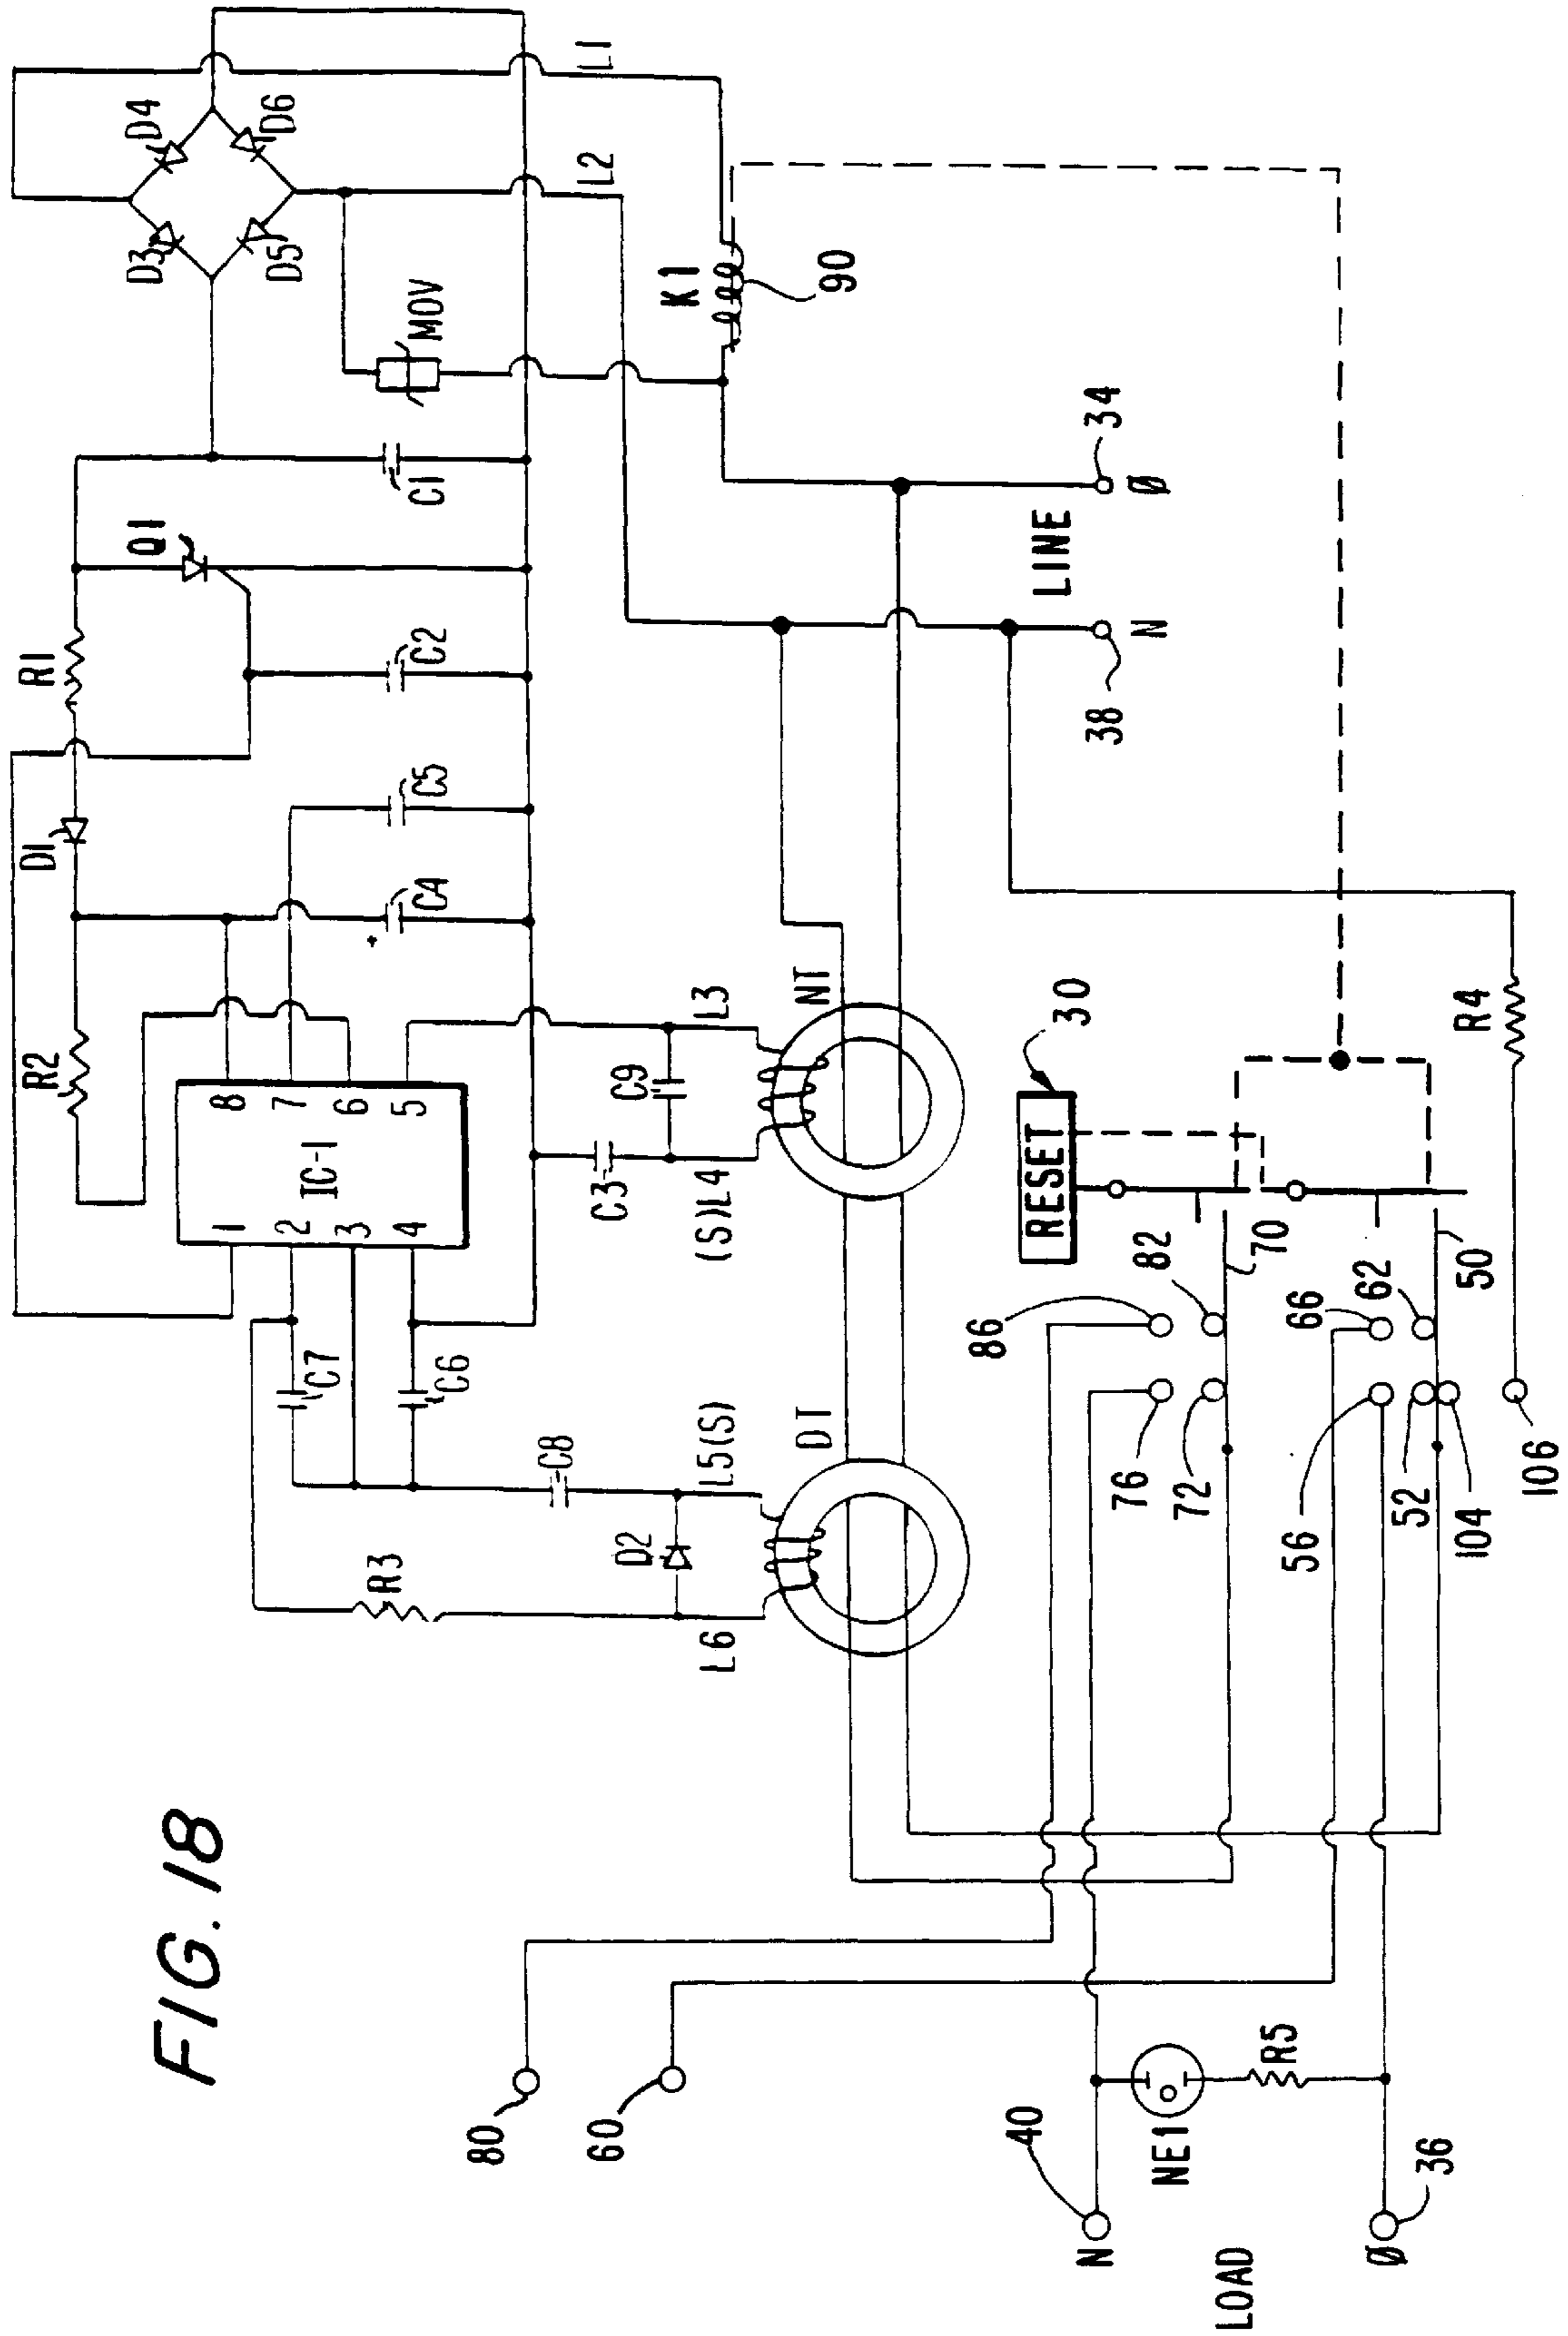 FIG. 18
D4
D6
D3
D5
L1
L2
MOV
K1
90
C1
Q1
R1
C2
D1
C5
C4
R2
IC-1
8
7
6
5
1
2
3
4
C7
C6
C9
C3
L3
(S)L4
NT
C8
L5(S)
DT
R3
D2
L6
34
Ø
LINE
N
38
RESET
30
R4
82
70
86
76
72
66
62
50
56
52
104
106
80
60
40
N
NE1
R5
LOAD
Ø
36
+